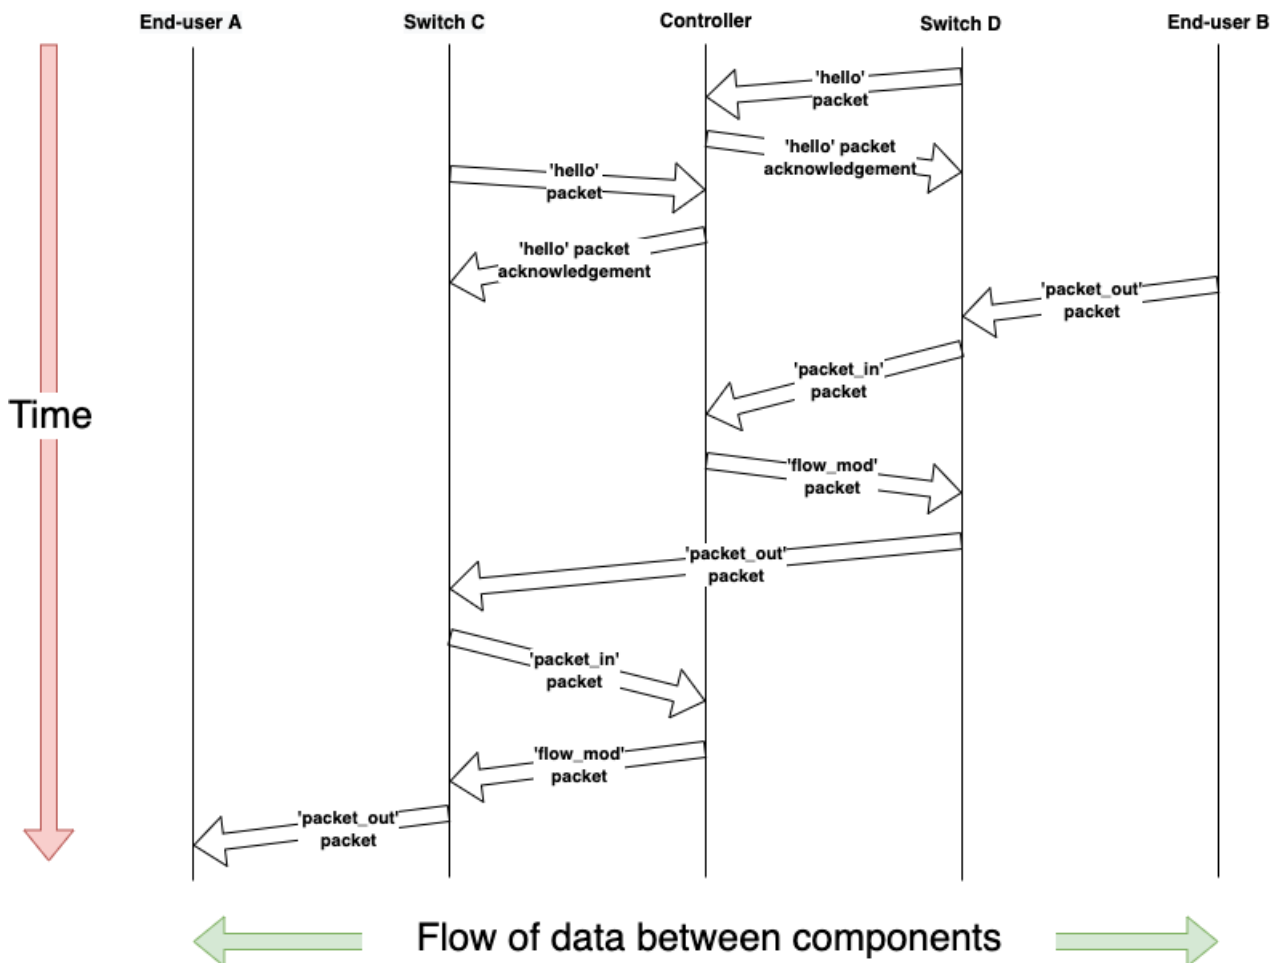 End-user A
Switch C
Controller
Switch D
End-user B
'hello'
packet
'hello' packet
acknowledgement
'hello'
packet
'hello' packet
acknowledgement
'packet_out'
packet
'packet_in'
packet
Time
'flow_mod'
packet
'packet_out'
packet
'packet_in'
packet
'flow_mod'
packet
'packet_out'
packet
Flow of data between components